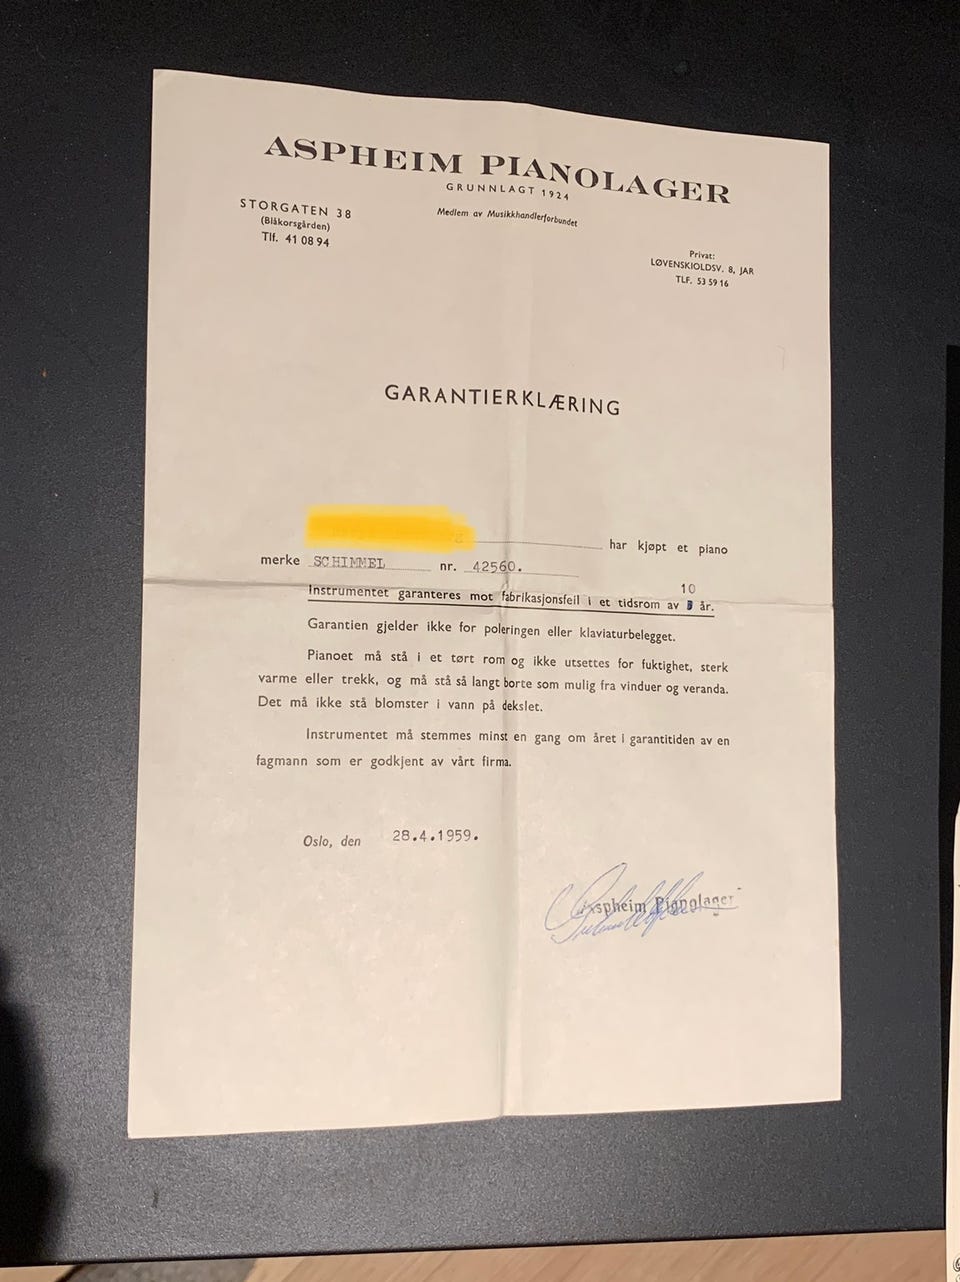 ASPHEIM PIANOLAGER
GRUNNLAGT 1924
Medlem av Musikkhandlerforbundet
STORGATEN 38
(Blåkorsgården)
Tlf. 41 08 94
Privat:
LØVENSKIOLDSV. 8, JAR
TLF. 53 59 16
GARANTIERKLÆRING
har kjøpt et piano
merke SCHIMMEL nr. 42560.
10
Instrumentet garanteres mot fabrikasjonsfeil i et tidsrom av år.
Garantien gjelder ikke for poleringen eller klaviaturbelegget.
Pianoet må stå i et tørt rom og ikke utsettes for fuktighet, sterk
varme eller trekk, og må stå så langt borte som mulig fra vinduer og veranda.
Det må ikke stå blomster i vann på dekslet.
Instrumentet må stemmes minst en gang om året i garantitiden av en
fagmann som er godkjent av vårt firma.
Oslo, den 28.4.1959.
Aspheim Pianolager